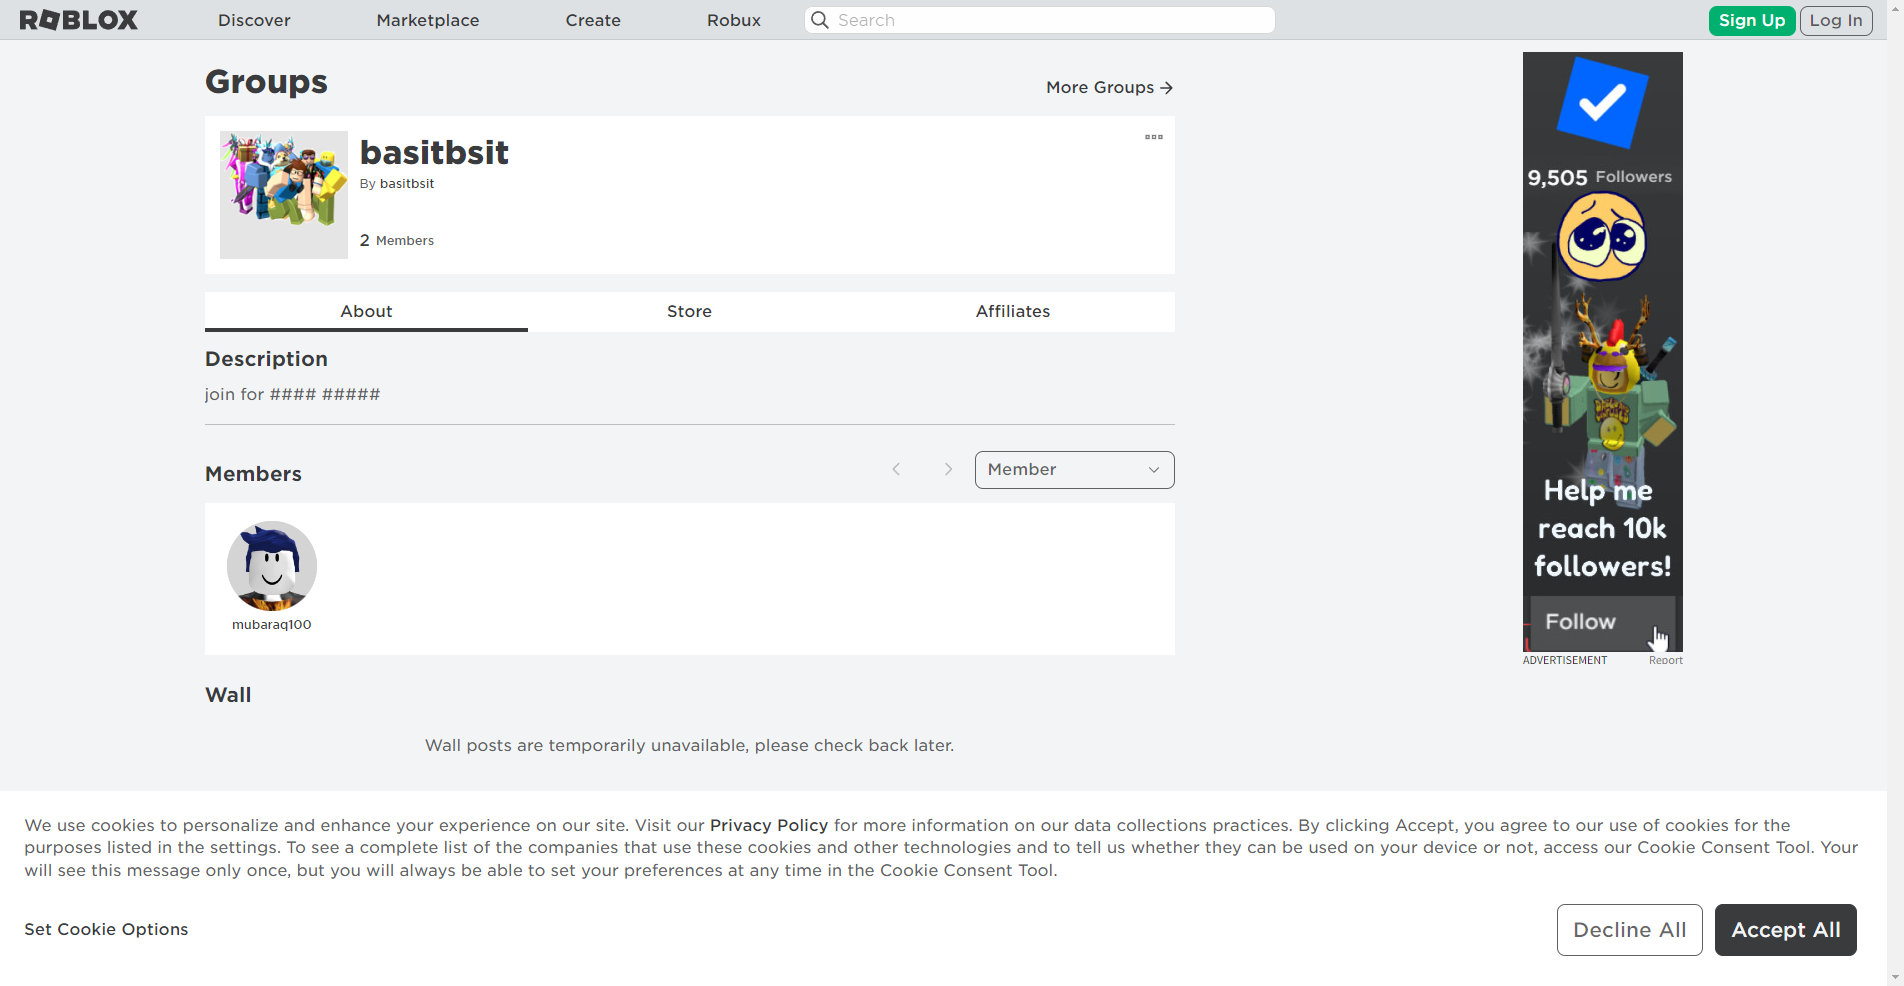 ROBLOX Discover Marketplace Create Robux Search Sign Up Log In
Groups
More Groups
basitbsit
By basitbsit
2 Members
About Store Affiliates
Description
join for #### #####
Members
Member
mubaraq100
Wall
Wall posts are temporarily unavailable, please check back later.
9,505 Followers
Help me
reach 10k
followers!
Follow
ADVERTISEMENT Report
We use cookies to personalize and enhance your experience on our site. Visit our Privacy Policy for more information on our data collections practices. By clicking Accept, you agree to our use of cookies for the
purposes listed in the settings. To see a complete list of the companies that use these cookies and other technologies and to tell us whether they can be used on your device or not, access our Cookie Consent Tool. Your
will see this message only once, but you will always be able to set your preferences at any time in the Cookie Consent Tool.
Set Cookie Options
Decline All
Accept All